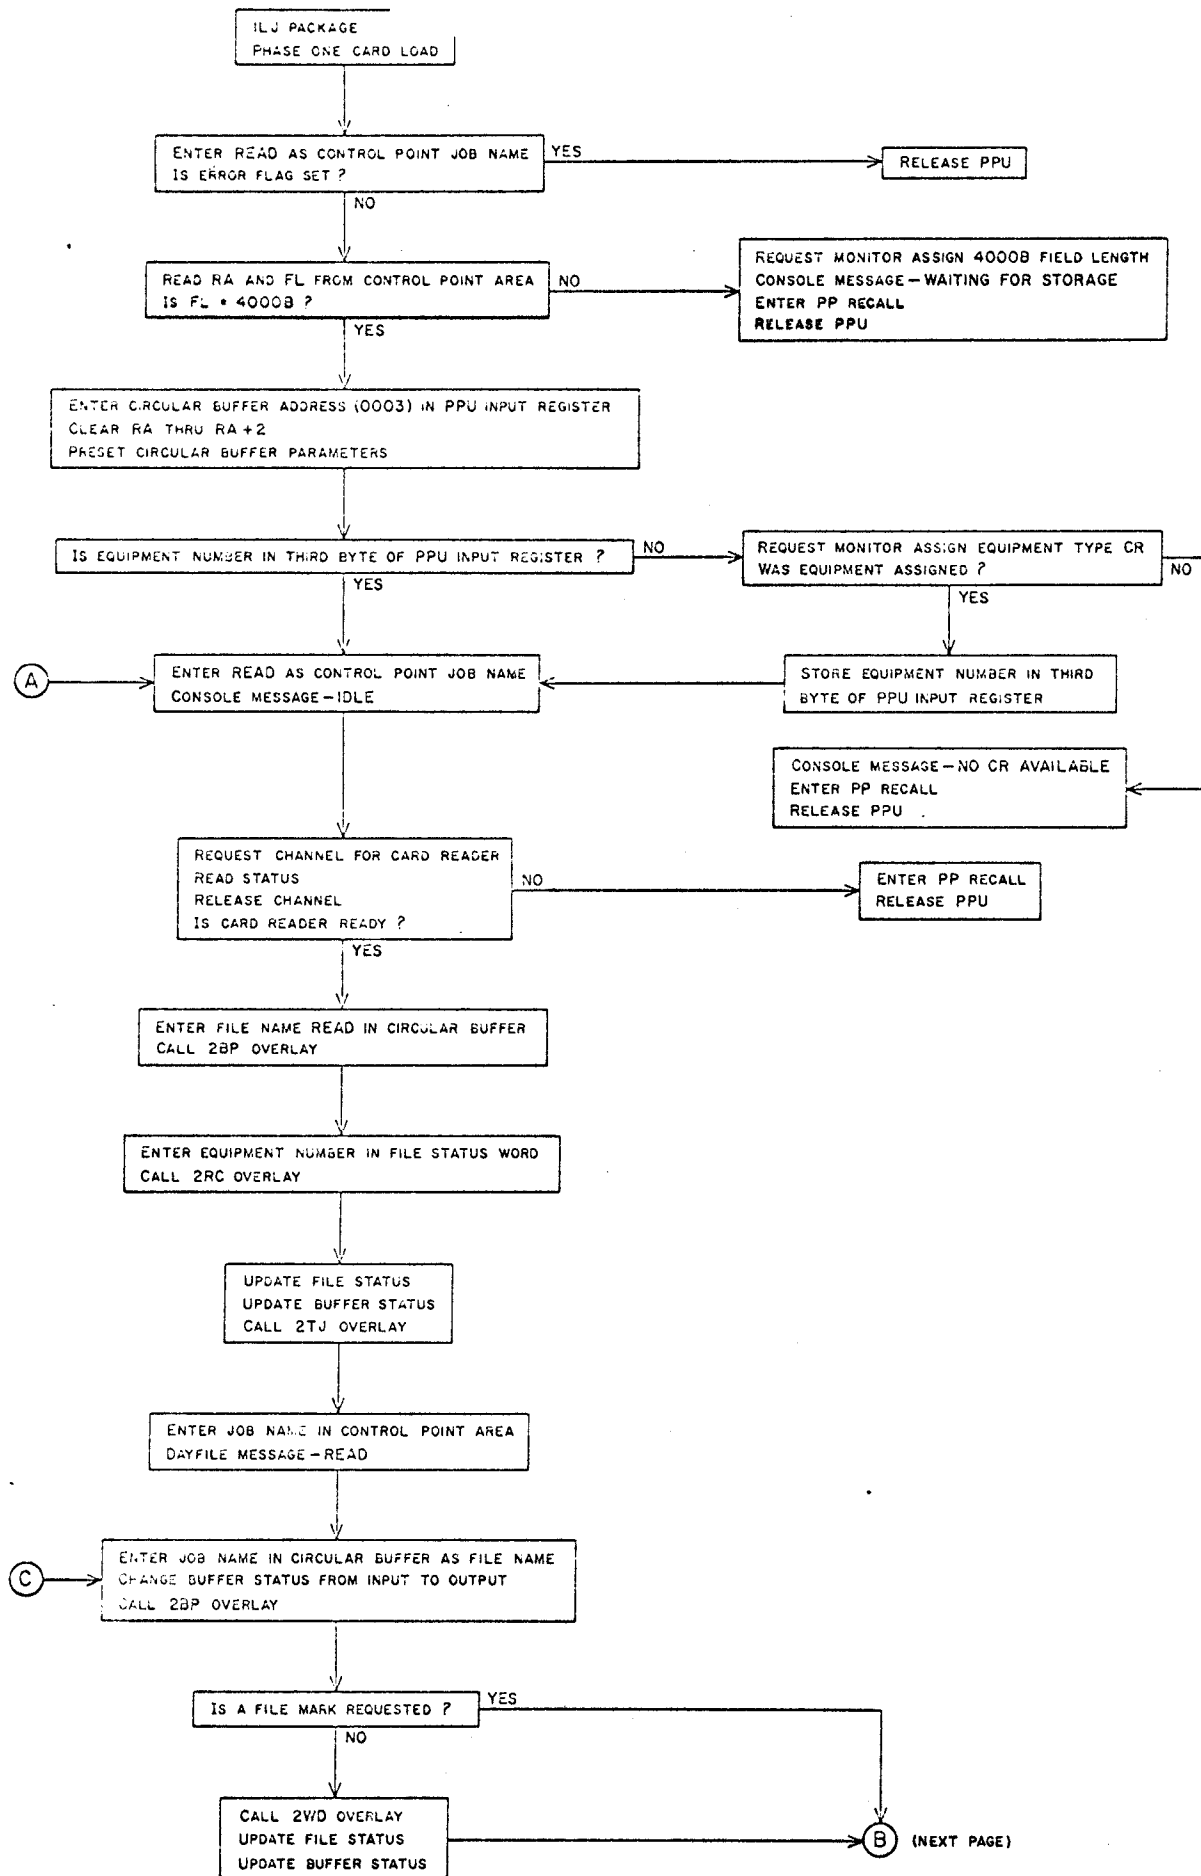 1LJ PACKAGE
PHASE ONE CARD LOAD
ENTER READ AS CONTROL POINT JOB NAME
IS ERROR FLAG SET ?
YES
RELEASE PPU
NO
READ RA AND FL FROM CONTROL POINT AREA
IS FL = 4000B ?
NO
REQUEST MONITOR ASSIGN 4000B FIELD LENGTH
CONSOLE MESSAGE – WAITING FOR STORAGE
ENTER PP RECALL
RELEASE PPU
YES
ENTER CIRCULAR BUFFER ADDRESS (0003) IN PPU INPUT REGISTER
CLEAR RA THRU RA + 2
PRESET CIRCULAR BUFFER PARAMETERS
IS EQUIPMENT NUMBER IN THIRD BYTE OF PPU INPUT REGISTER ?
NO
REQUEST MONITOR ASSIGN EQUIPMENT TYPE CR
WAS EQUIPMENT ASSIGNED ?
NO
YES
YES
A
ENTER READ AS CONTROL POINT JOB NAME
CONSOLE MESSAGE – IDLE
STORE EQUIPMENT NUMBER IN THIRD
BYTE OF PPU INPUT REGISTER
CONSOLE MESSAGE – NO CR AVAILABLE
ENTER PP RECALL
RELEASE PPU
REQUEST CHANNEL FOR CARD READER
READ STATUS
RELEASE CHANNEL
IS CARD READER READY ?
NO
ENTER PP RECALL
RELEASE PPU
YES
ENTER FILE NAME READ IN CIRCULAR BUFFER
CALL 2BP OVERLAY
ENTER EQUIPMENT NUMBER IN FILE STATUS WORD
CALL 2RC OVERLAY
UPDATE FILE STATUS
UPDATE BUFFER STATUS
CALL 2TJ OVERLAY
ENTER JOB NAME IN CONTROL POINT AREA
DAYFILE MESSAGE – READ
C
ENTER JOB NAME IN CIRCULAR BUFFER AS FILE NAME
CHANGE BUFFER STATUS FROM INPUT TO OUTPUT
CALL 2BP OVERLAY
IS A FILE MARK REQUESTED ?
YES
NO
CALL 2WD OVERLAY
UPDATE FILE STATUS
UPDATE BUFFER STATUS
B (NEXT PAGE)